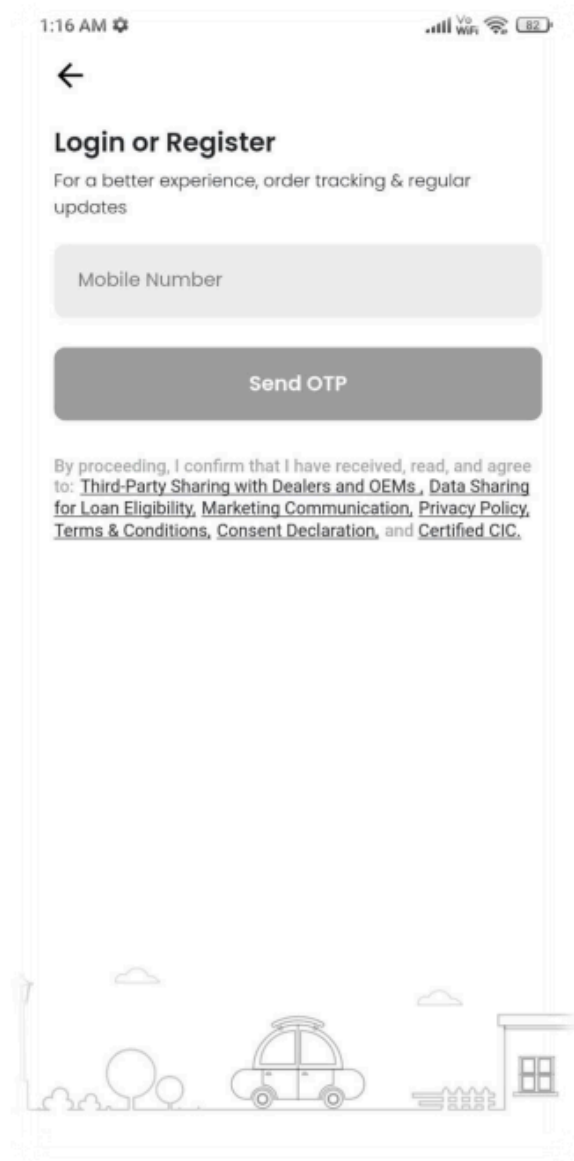 1:16 AM
Vo
WiFi
82
Login or Register
For a better experience, order tracking & regular
updates
Mobile Number
Send OTP
By proceeding, I confirm that I have received, read, and agree
to: Third-Party Sharing with Dealers and OEMs , Data Sharing
for Loan Eligibility, Marketing Communication, Privacy Policy,
Terms & Conditions, Consent Declaration, and Certified CIC.